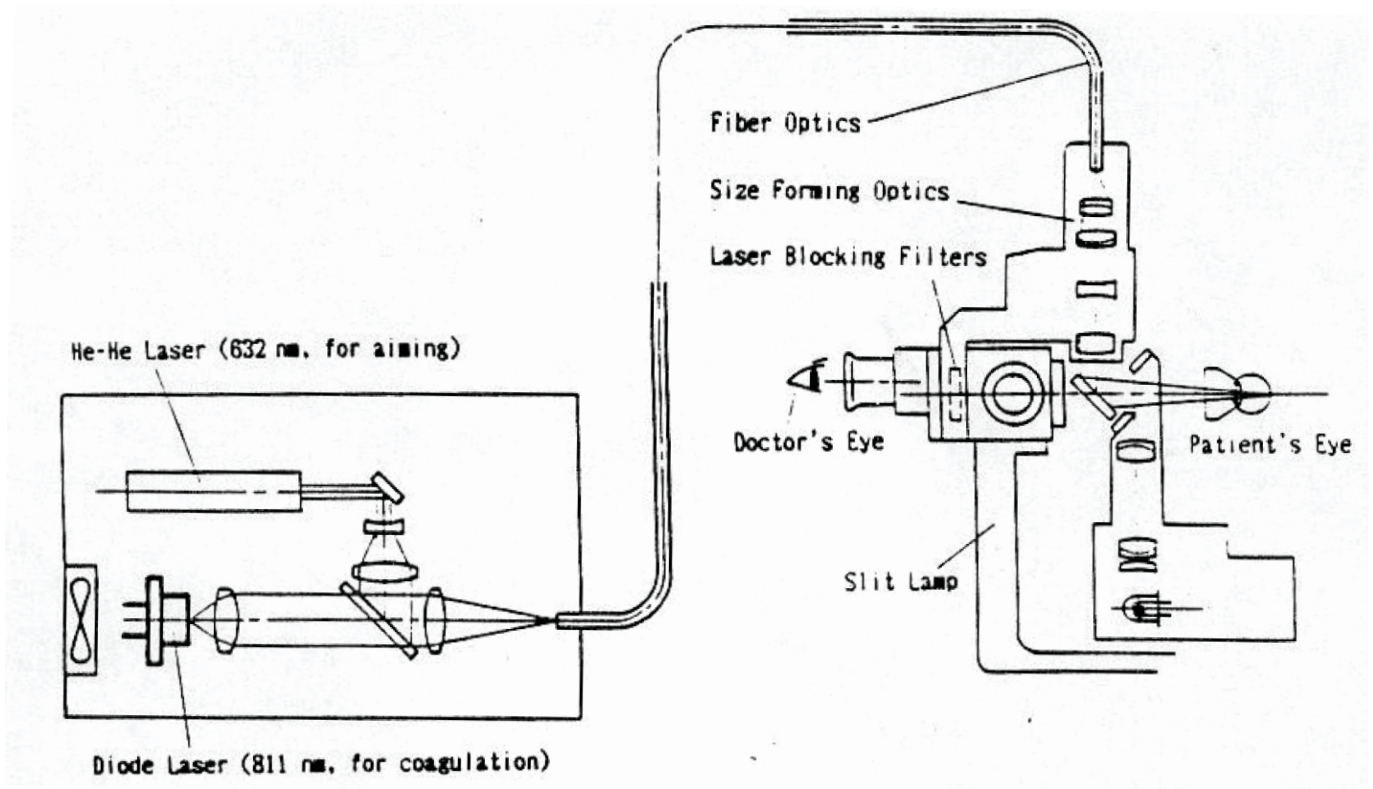 Fiber Optics
Size Forming Optics
Laser Blocking Filters
He-He Laser (632 nm, for aiming)
Doctor's Eye
Patient's Eye
Slit Lamp
Diode Laser (811 nm, for coagulation)